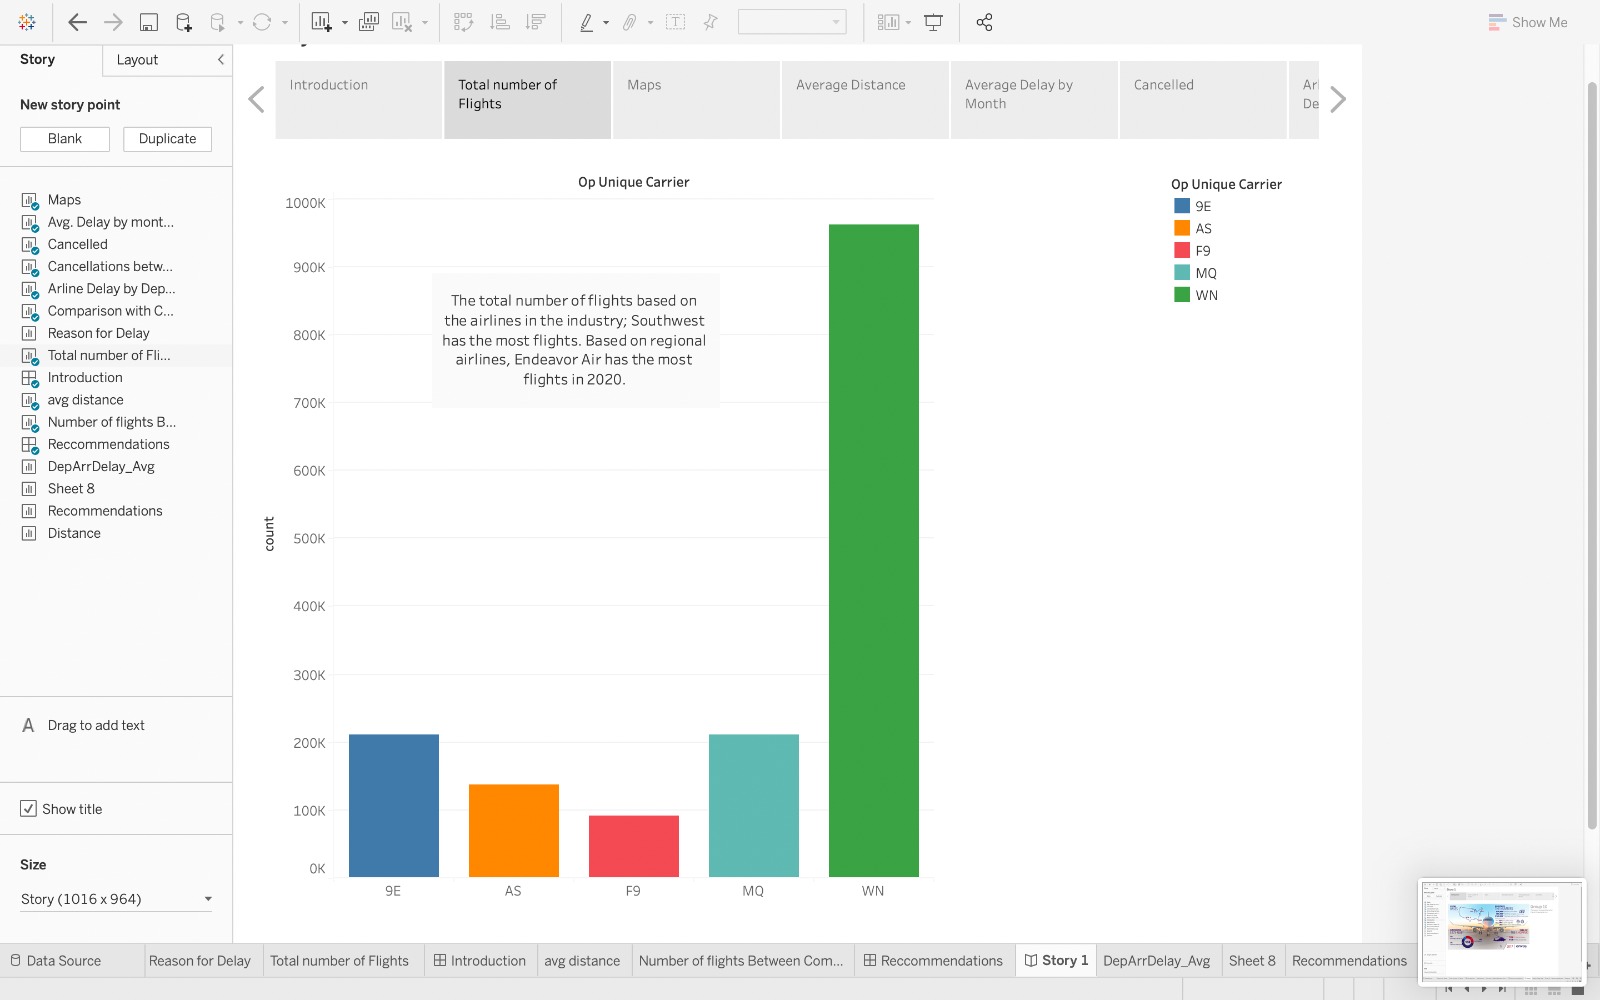 Show Me
Story
Layout
New story point
Blank
Duplicate
Maps
Avg. Delay by mont...
Cancelled
Cancellations betw...
Arline Delay by Dep...
Comparison with C...
Reason for Delay
Total number of Fli...
Introduction
avg distance
Number of flights B...
Reccommendations
DepArrDelay_Avg
Sheet 8
Recommendations
Distance
A Drag to add text
Show title
Size
Story (1016 x 964)
Introduction
Total number of
Flights
Maps
Average Distance
Average Delay by
Month
Cancelled
De
Op Unique Carrier
1000K
900K
800K
700K
600K
500K
400K
300K
200K
100K
0K
count
The total number of flights based on
the airlines in the industry; Southwest
has the most flights. Based on regional
airlines, Endeavor Air has the most
flights in 2020.
9E AS F9 MQ WN
Op Unique Carrier
9E
AS
F9
MQ
WN
Data Source Reason for Delay Total number of Flights Introduction avg distance Number of flights Between Com... Reccommendations Story 1 DepArrDelay_Avg Sheet 8 Recommendations